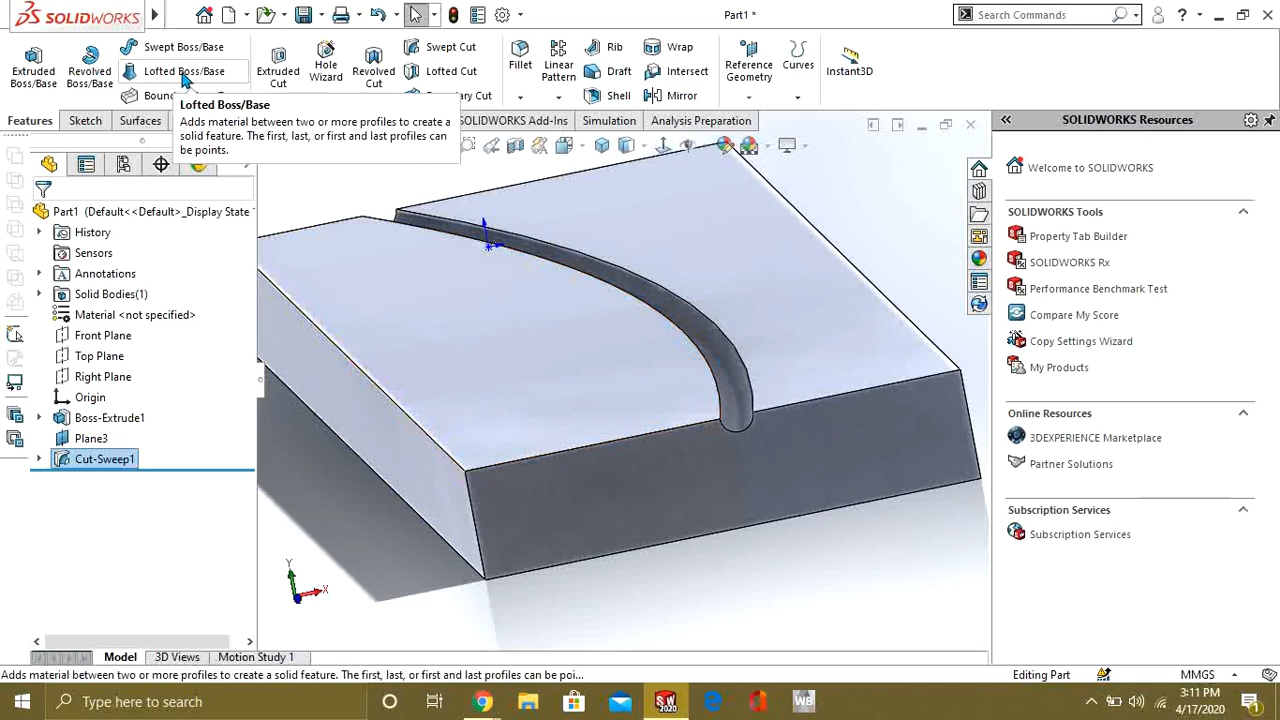 SOLIDWORKS
Part1 *
Search Commands
Extruded Boss/Base
Revolved Boss/Base
Swept Boss/Base
Lofted Boss/Base
Extruded Cut
Hole Wizard
Revolved Cut
Swept Cut
Lofted Cut
Boundary Cut
Fillet
Linear Pattern
Rib
Draft
Shell
Wrap
Intersect
Mirror
Reference Geometry
Curves
Instant3D
Lofted Boss/Base
Adds material between two or more profiles to create a
solid feature. The first, last, or first and last profiles can
be points.
Features
Sketch
Surfaces
SOLIDWORKS Add-Ins
Simulation
Analysis Preparation
SOLIDWORKS Resources
Welcome to SOLIDWORKS
SOLIDWORKS Tools
Property Tab Builder
SOLIDWORKS Rx
Performance Benchmark Test
Compare My Score
Copy Settings Wizard
My Products
Online Resources
3DEXPERIENCE Marketplace
Partner Solutions
Subscription Services
Subscription Services
Part1 (Default<<Default>_Display State
History
Sensors
Annotations
Solid Bodies(1)
Material <not specified>
Front Plane
Top Plane
Right Plane
Origin
Boss-Extrude1
Plane3
Cut-Sweep1
Y
X
Model
3D Views
Motion Study 1
Adds material between two or more profiles to create a solid feature. The first, last, or first and last profiles can be poi...
Editing Part
MMGS
Type here to search
SW
2020
WB
3:11 PM
4/17/2020